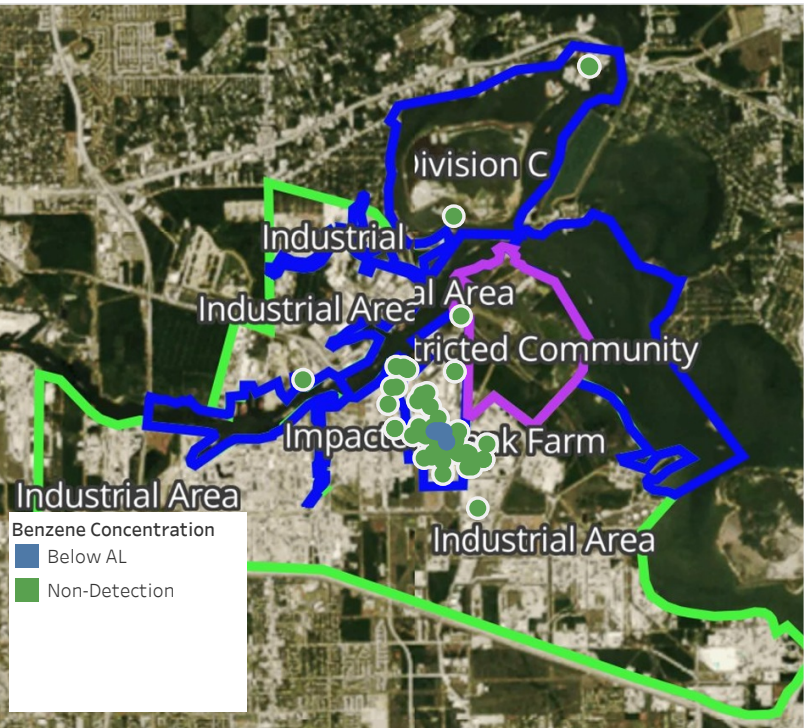 Division C
Industrial
al Area
Industrial Area
tricted Community
Impacte
k Farm
Industrial Area
Industrial Area
Benzene Concentration
Below AL
Non-Detection